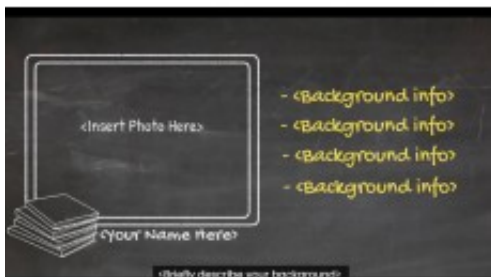 <Insert Photo Here>
<Your Name Here>
- <Background info>
- <Background info>
- <Background info>
- <Background info>
<Briefly describe your background>